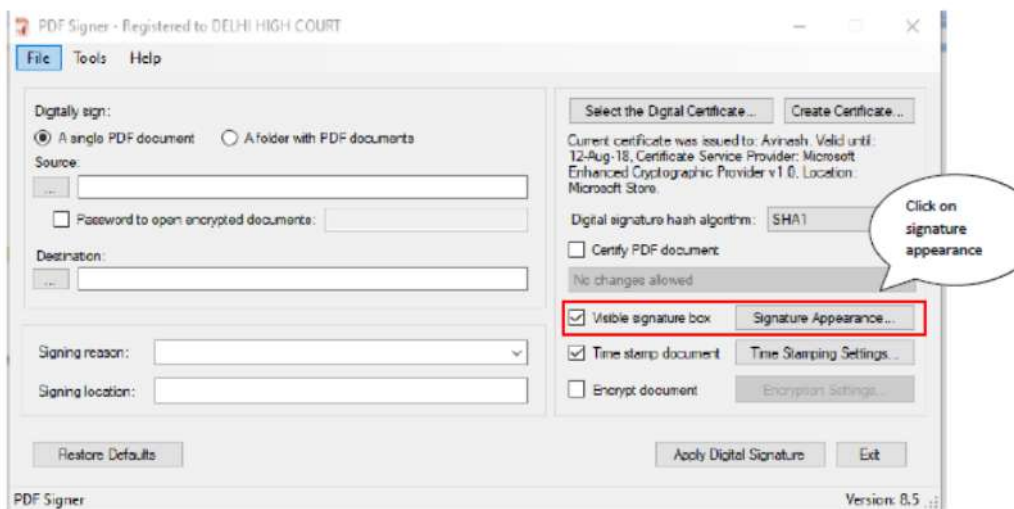 PDF Signer - Registered to DELHI HIGH COURT
File Tools Help
Digitally sign:
A single PDF document A folder with PDF documents
Source:
...
Password to open encrypted documents:
Destination:
...
Signing reason:
Signing location:
Select the Digital Certificate... Create Certificate...
Current certificate was issued to: Avinash. Valid until:
12-Aug-18, Certificate Service Provider: Microsoft
Enhanced Cryptographic Provider v1.0, Location:
Microsoft Store.
Digital signature hash algorithm: SHA1
Certify PDF document
No changes allowed
Visible signature box Signature Appearance...
Time stamp document Time Stamping Settings...
Encrypt document Encryption Settings...
Click on
signature
appearance
Restore Defaults Apply Digital Signature Exit
PDF Signer Version: 8.5